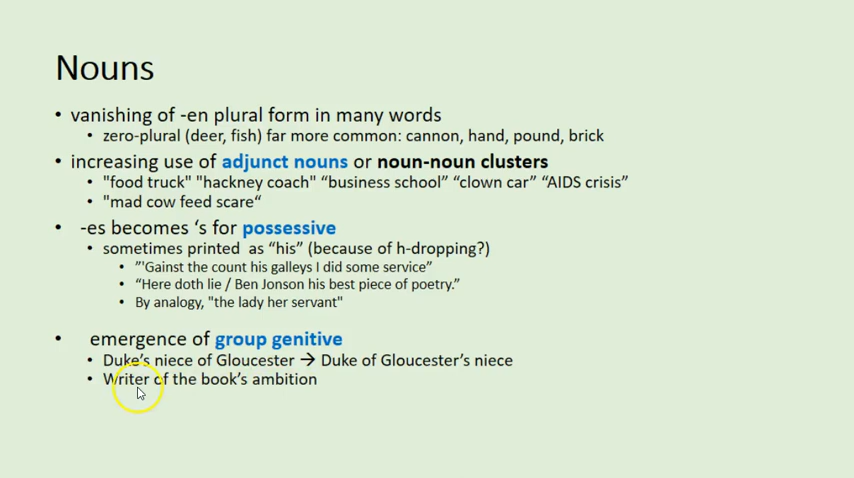 Nouns
• vanishing of -en plural form in many words
• zero-plural (deer, fish) far more common: cannon, hand, pound, brick
• increasing use of adjunct nouns or noun-noun clusters
• "food truck" "hackney coach" “business school” “clown car” “AIDS crisis”
• "mad cow feed scare“
• -es becomes ‘s for possessive
• sometimes printed as “his” (because of h-dropping?)
• ”'Gainst the count his galleys I did some service”
• “Here doth lie / Ben Jonson his best piece of poetry.”
• By analogy, "the lady her servant"
• emergence of group genitive
• Duke’s niece of Gloucester → Duke of Gloucester’s niece
• Writer of the book’s ambition